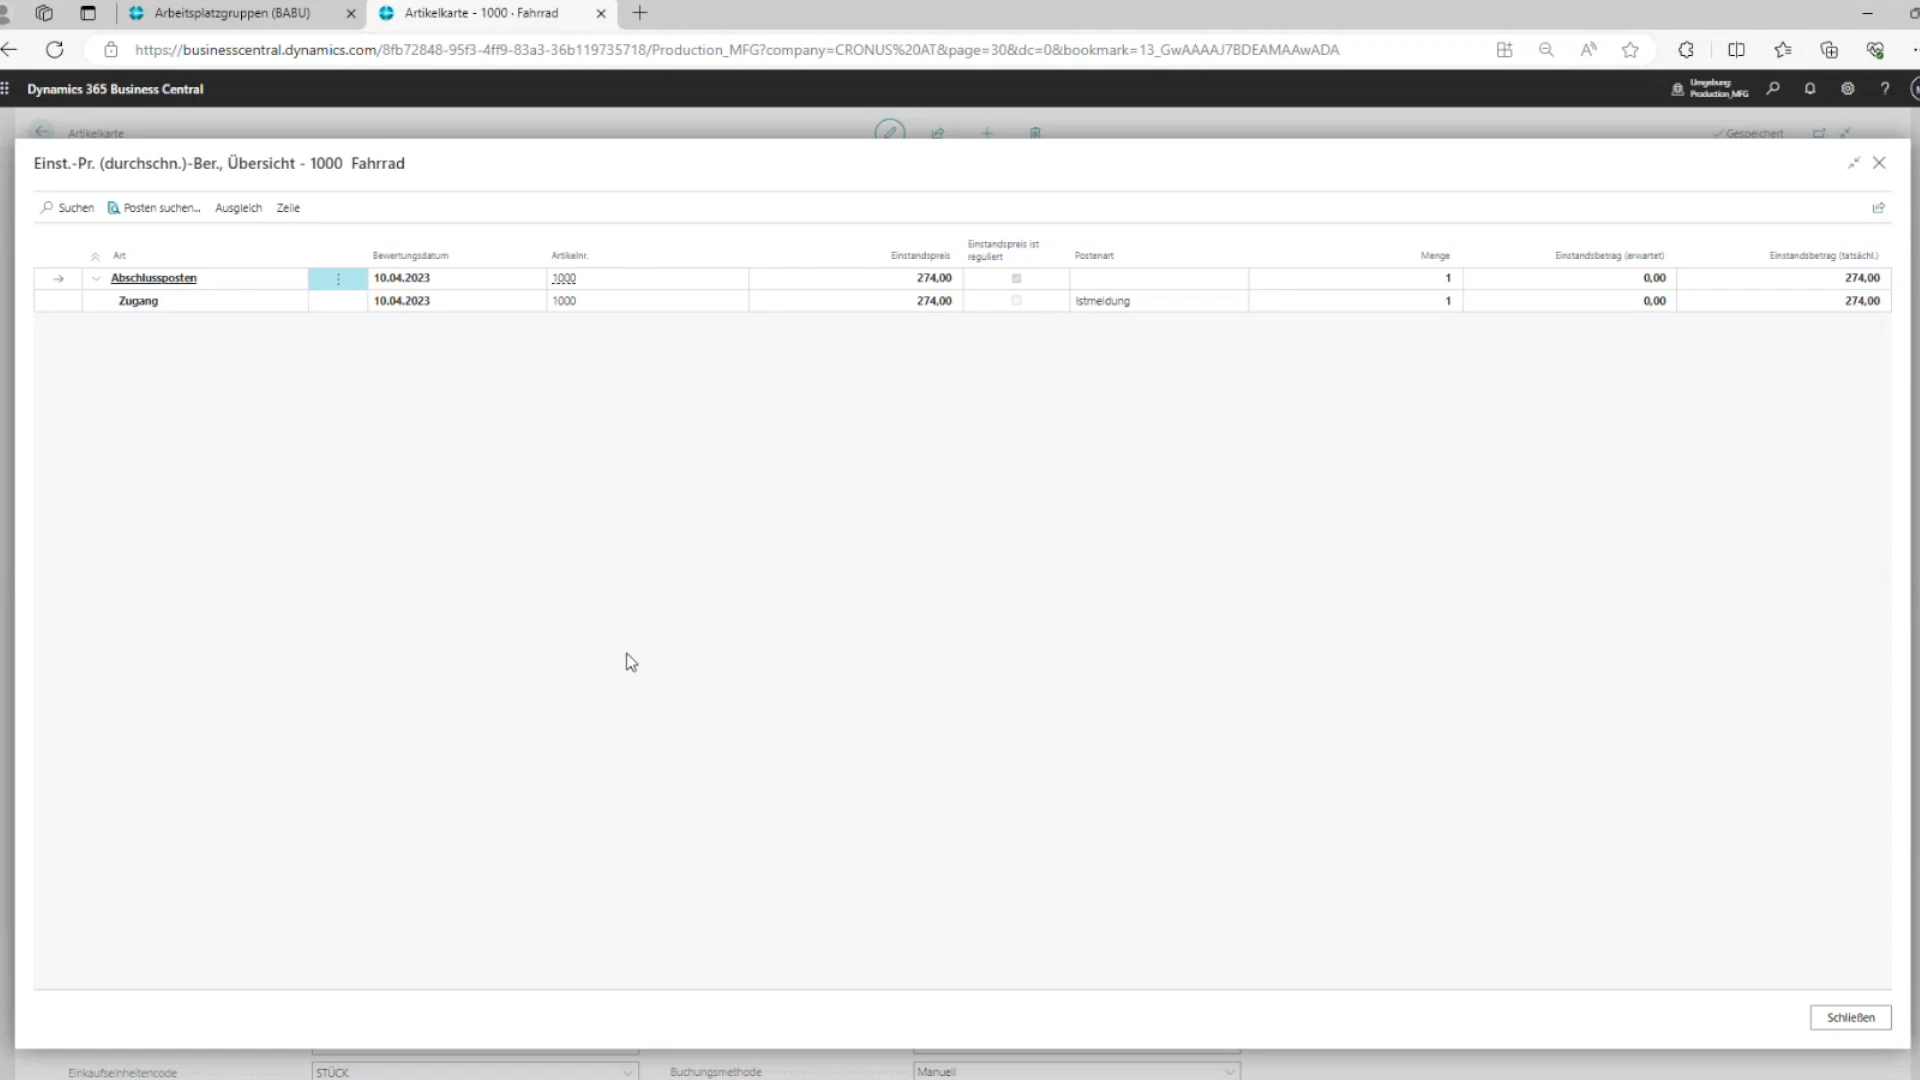 Arbeitsplatzgruppen (BABU)
Artikelkarte - 1000 · Fahrrad
https://businesscentral.dynamics.com/8fb72848-95f3-4ff9-83a3-36b119735718/Production_MFG?company=CRONUS%20AT&page=30&dc=0&bookmark=13_GwAAAAJ7BDEAMAAwADA
Dynamics 365 Business Central
Umgebung:
Production_MFG
Artikelkarte
Gespeichert
Einst.-Pr. (durchschn.)-Ber., Übersicht - 1000 Fahrrad
Suchen Posten suchen... Ausgleich Zeile
Art Bewertungsdatum Artikelnr. Einstandspreis Einstandspreis ist reguliert Postenart Menge Einstandsbetrag (erwartet) Einstandsbetrag (tatsächl.)
Abschlussposten 10.04.2023 1000 274,00 1 0,00 274,00
Zugang 10.04.2023 1000 274,00 Istmeldung 1 0,00 274,00
Schließen
Einkaufseinheitencode STÜCK Buchungsmethode Manuell